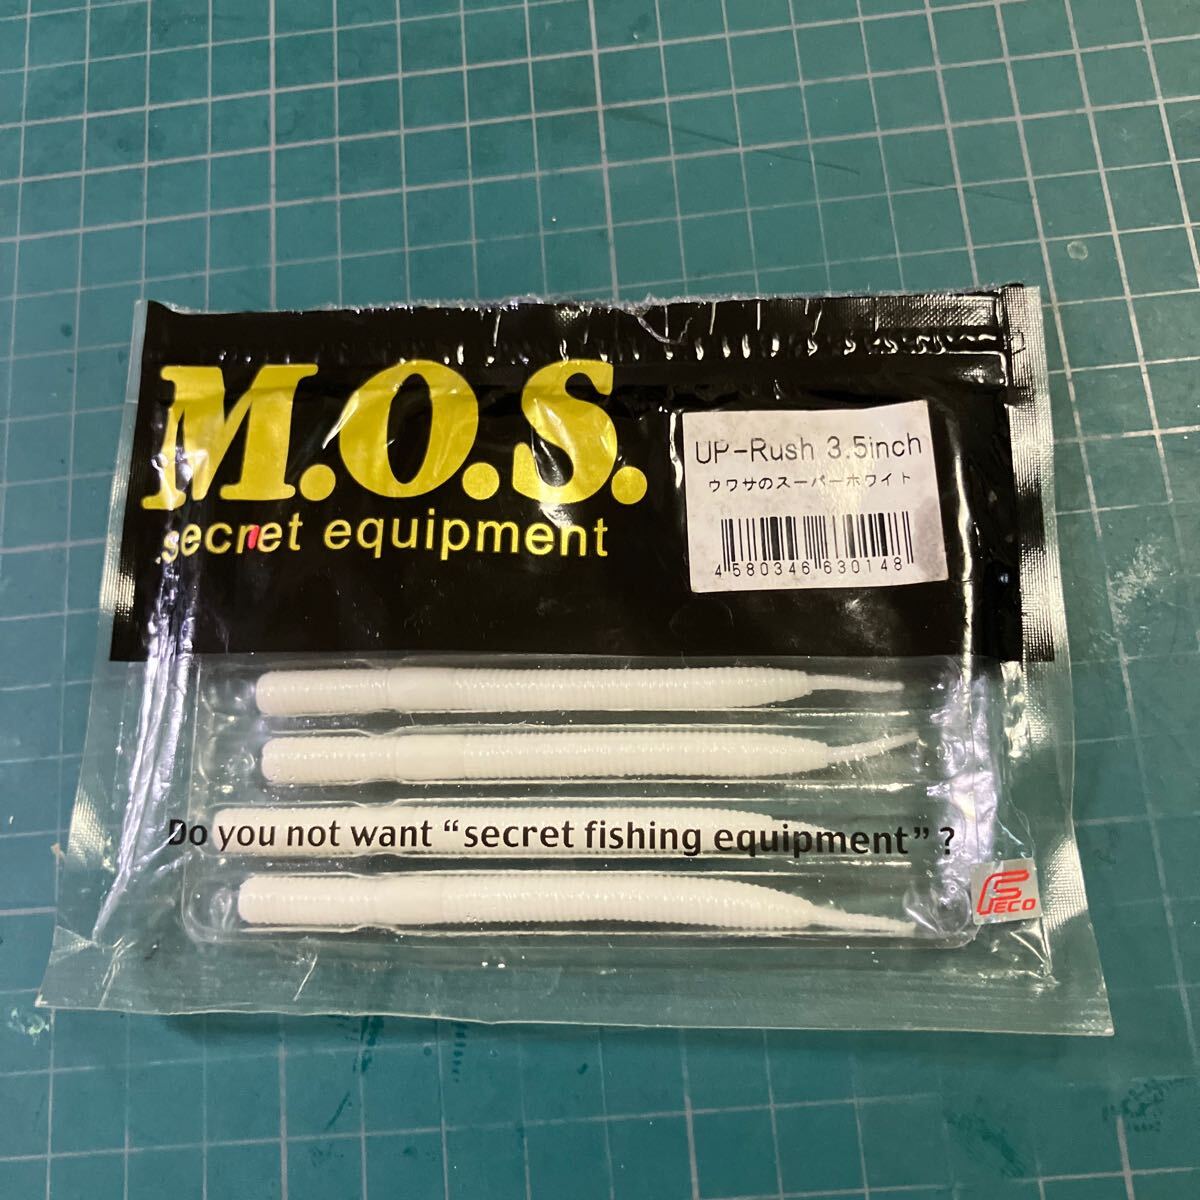 M.O.S.
secret equipment
UP-Rush 3.5inch
ウワサのスーパーホワイト
4 580346 630148
Do you not want “secret fishing equipment” ?
FECO